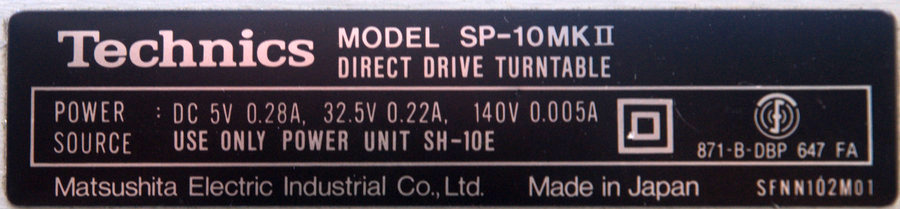 Technics MODEL SP-10MKⅡ
DIRECT DRIVE TURNTABLE
POWER SOURCE : DC 5V 0.28A, 32.5V 0.22A, 140V 0.005A
USE ONLY POWER UNIT SH-10E
871-B-DBP 647 FA
Matsushita Electric Industrial Co., Ltd. Made in Japan SFNN102M01